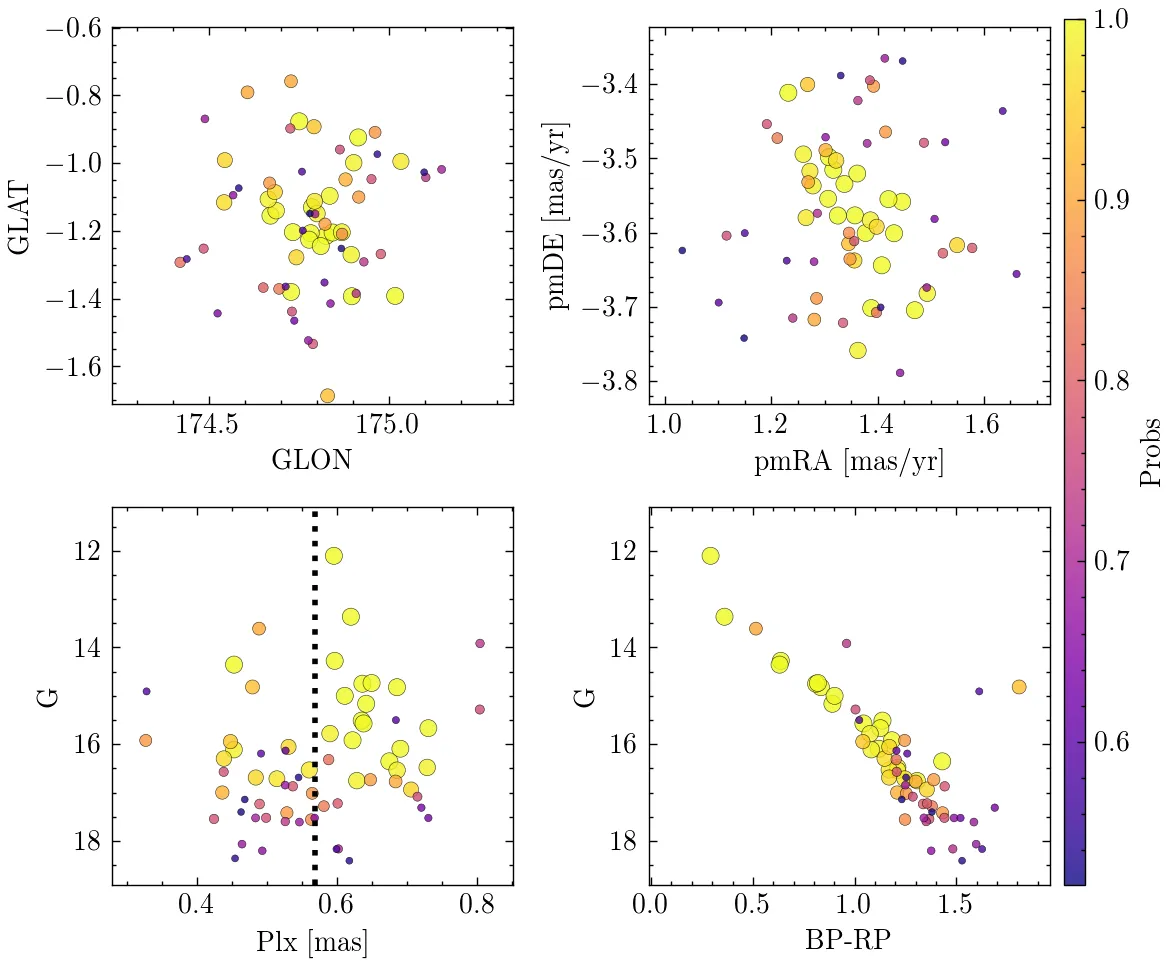 −0.6
−0.8
−1.0
−1.2
−1.4
−1.6
GLAT
174.5 175.0
GLON
−3.4
−3.5
−3.6
−3.7
−3.8
pmDE [mas/yr]
1.0 1.2 1.4 1.6
pmRA [mas/yr]
12
14
16
18
G
0.4 0.6 0.8
Plx [mas]
12
14
16
18
G
0.0 0.5 1.0 1.5
BP-RP
1.0
0.9
0.8
0.7
0.6
Probs